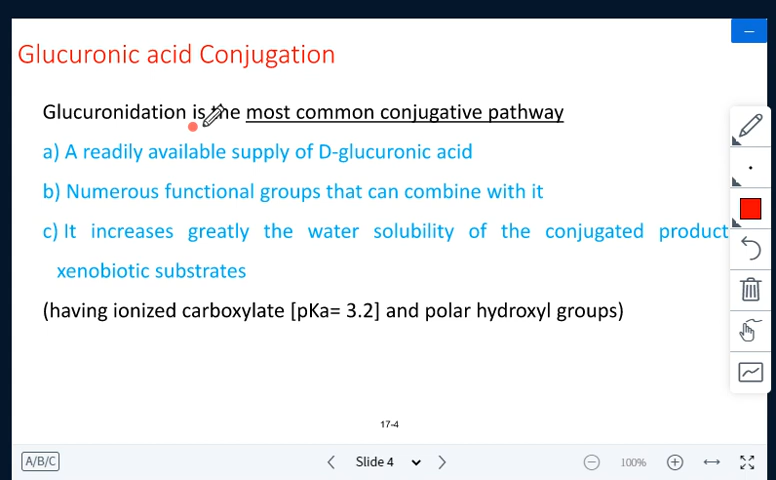 Glucuronic acid Conjugation
Glucuronidation is the most common conjugative pathway
a) A readily available supply of D-glucuronic acid
b) Numerous functional groups that can combine with it
c) It increases greatly the water solubility of the conjugated product
xenobiotic substrates
(having ionized carboxylate [pKa= 3.2] and polar hydroxyl groups)
17-4
A/B/C
Slide 4
100%